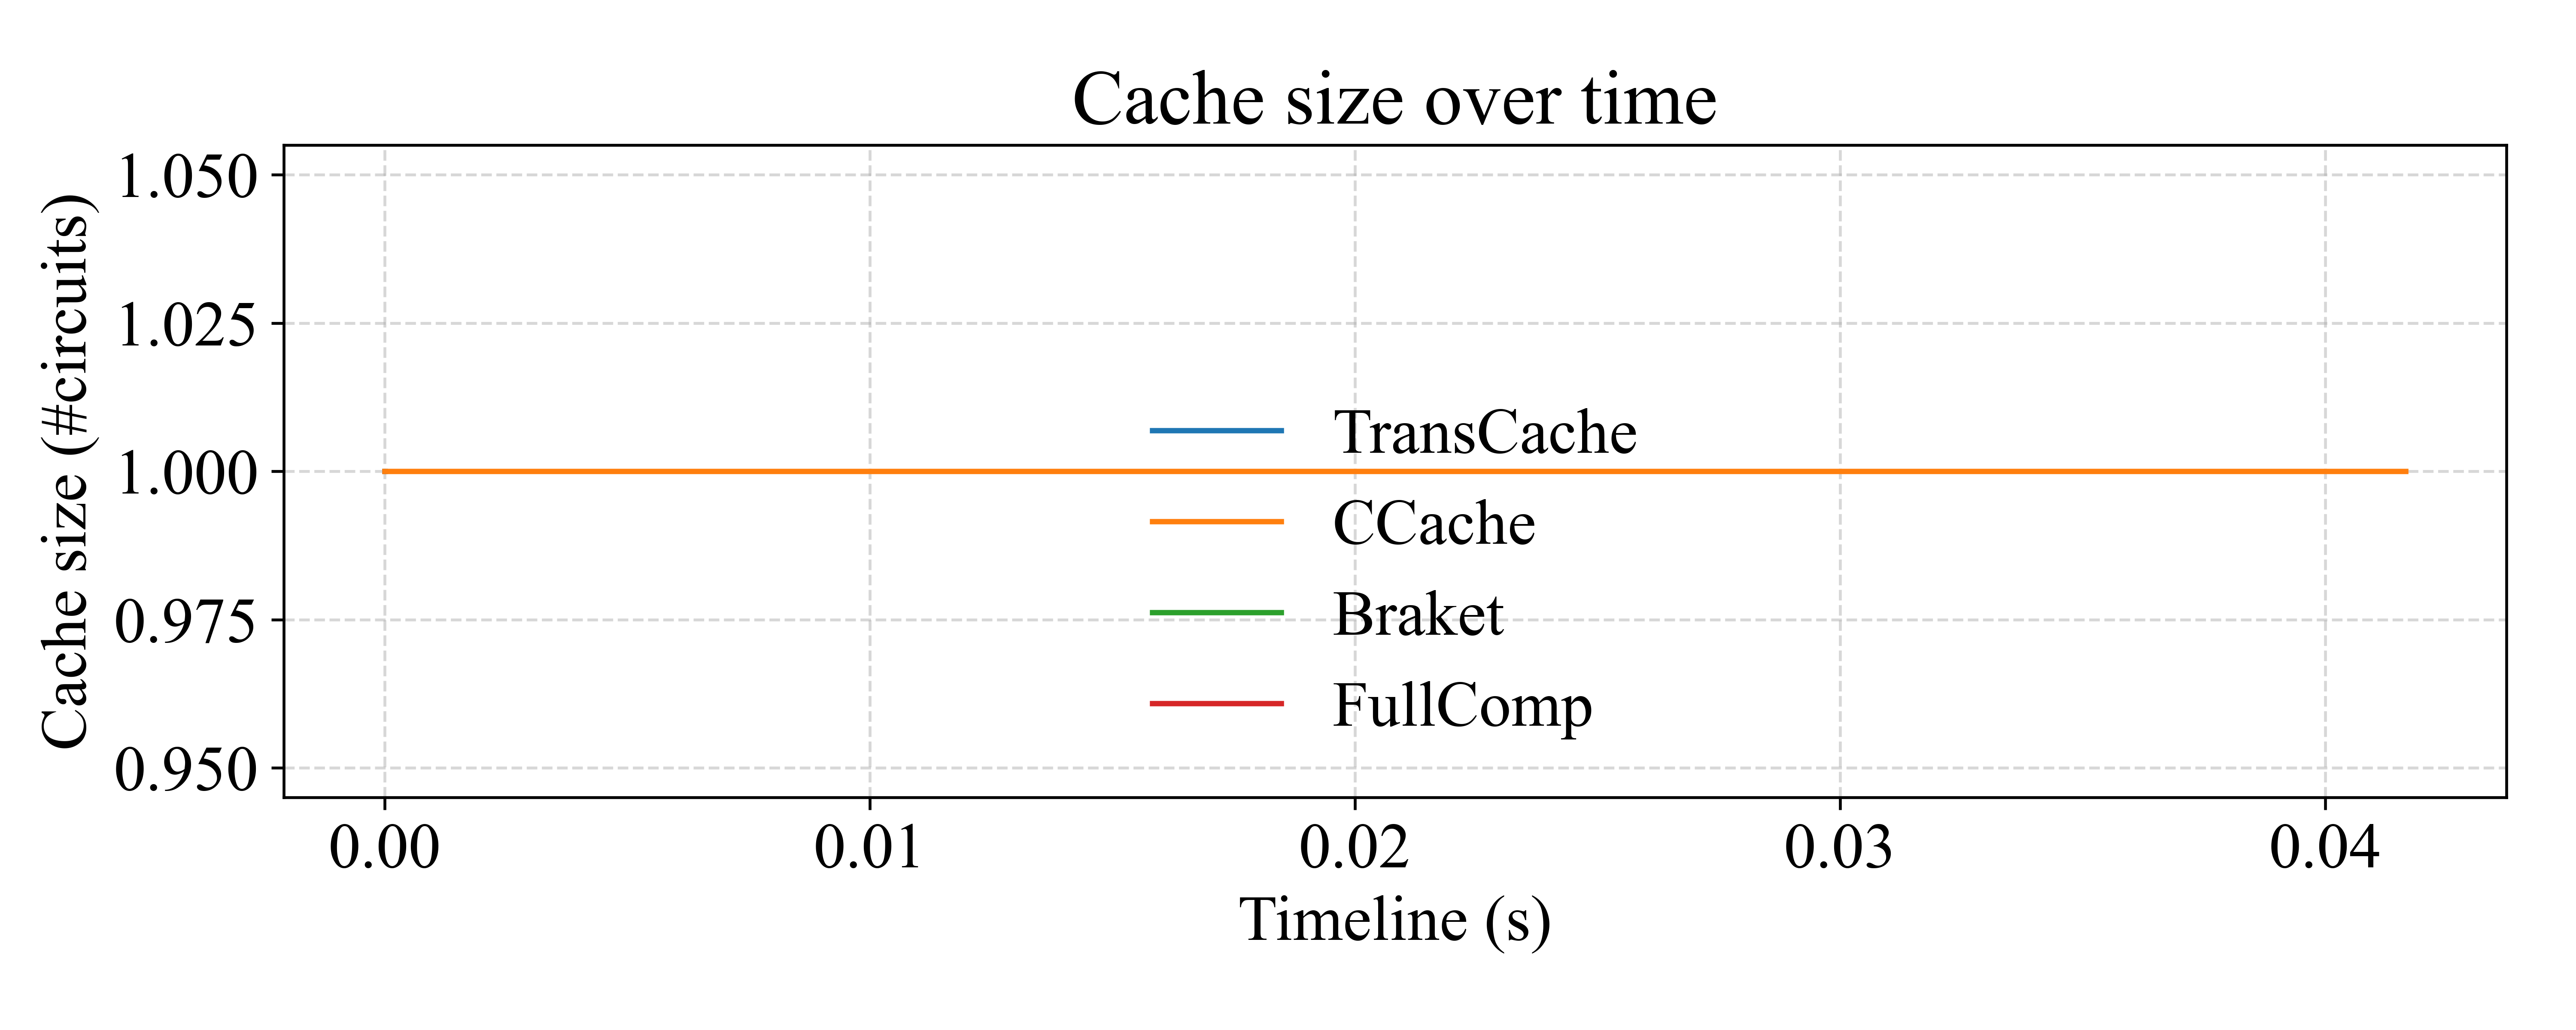 Cache size over time
Cache size (#circuits)
1.050
1.025
1.000
0.975
0.950
TransCache
CCache
Braket
FullComp
0.00 0.01 0.02 0.03 0.04
Timeline (s)